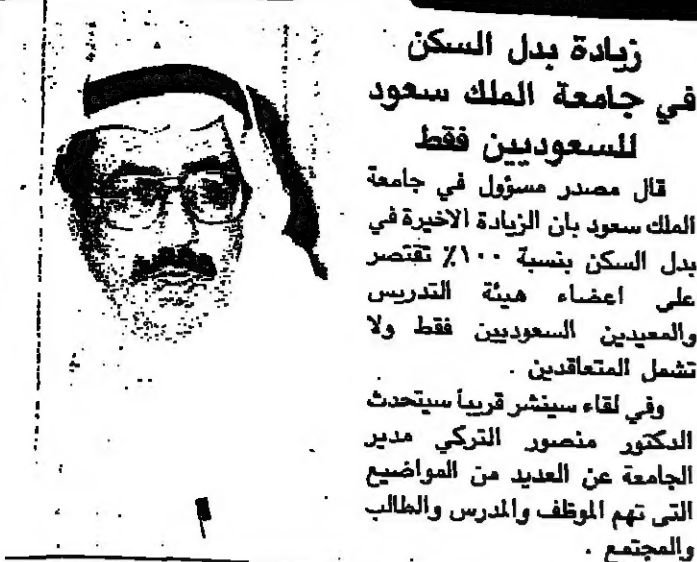 زيادة بدل السكن
في جامعة الملك سعود
للسعوديين فقط
قال مصدر مسؤول في جامعة
الملك سعود بان الزيادة الاخيرة في
بدل السكن بنسبة ١٠٠٪ تقتصر
على اعضاء هيئة التدريس
والمعيدين السعوديين فقط ولا
تشمل المتعاقدين .
وفي لقاء سينشر قريباً سيتحدث
الدكتور منصور التركي مدير
الجامعة عن العديد من المواضيع
التى تهم الموظف والمدرس والطالب
والمجتمع .